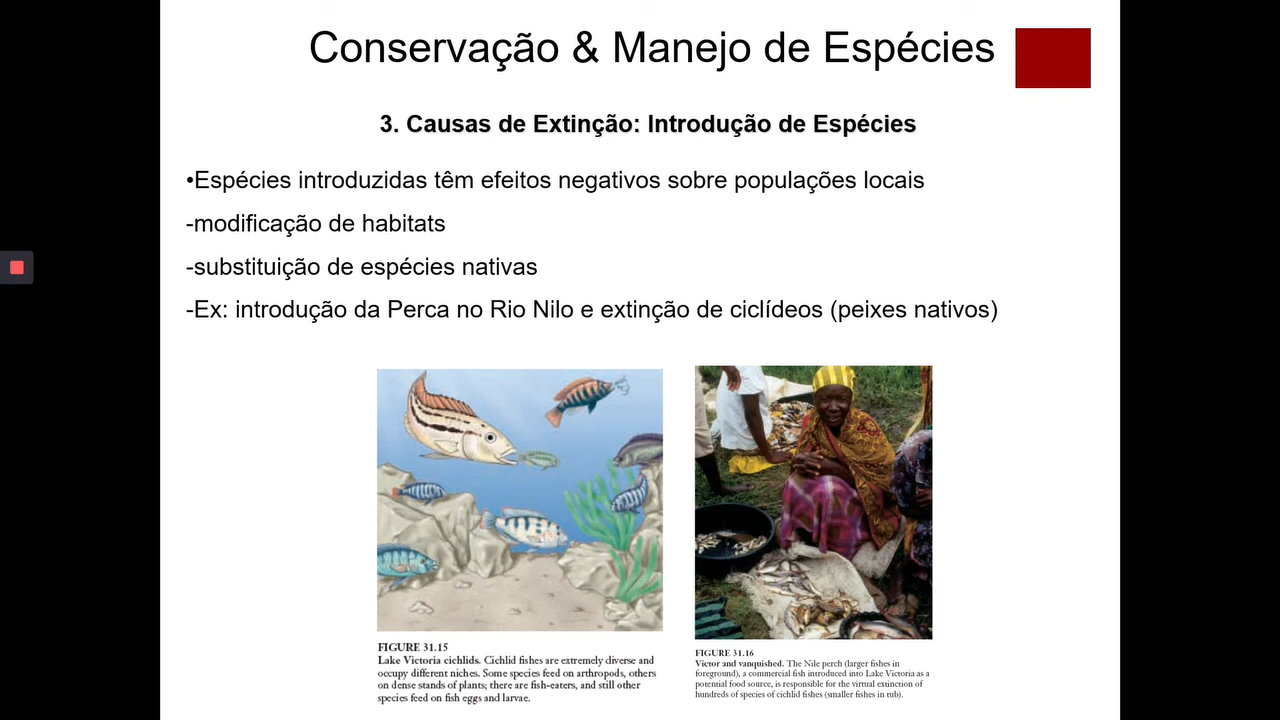 Conservação & Manejo de Espécies
3. Causas de Extinção: Introdução de Espécies
•Espécies introduzidas têm efeitos negativos sobre populações locais
-modificação de habitats
-substituição de espécies nativas
-Ex: introdução da Perca no Rio Nilo e extinção de ciclídeos (peixes nativos)
FIGURE 31.15
Lake Victoria cichlids. Cichlid fishes are extremely diverse and
occupy different niches. Some species feed on arthropods, others
on dense stands of plants; there are fish-eaters, and still other
species feed on fish eggs and larvae.
FIGURE 31.16
Victor and vanquished. The Nile perch (larger fishes in
foreground), a commercial fish introduced into Lake Victoria as a
potential food source, is responsible for the virtual extinction of
hundreds of species of cichlid fishes (smaller fishes in tub).